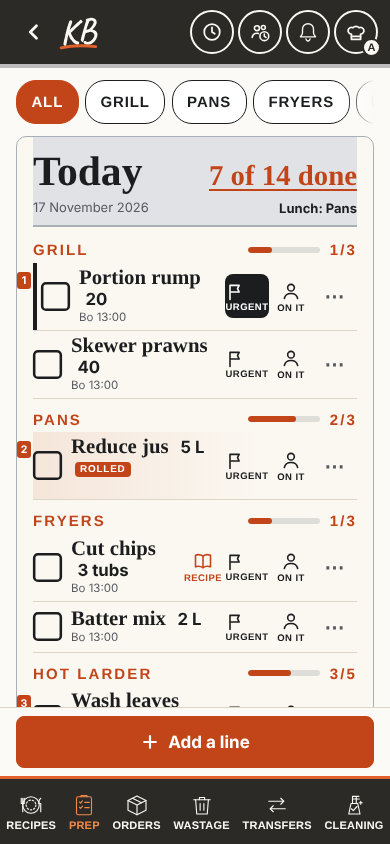 KB
A
ALL GRILL PANS FRYERS
Today 7 of 14 done
17 November 2026 Lunch: Pans
GRILL 1/3
1 Portion rump
20
Bo 13:00
URGENT ON IT ...
Skewer prawns
40
Bo 13:00
URGENT ON IT ...
PANS 2/3
2 Reduce jus 5 L
ROLLED
URGENT ON IT ...
FRYERS 1/3
Cut chips
3 tubs
Bo 13:00
RECIPE URGENT ON IT ...
Batter mix 2 L
Bo 13:00
URGENT ON IT ...
HOT LARDER 3/5
3 Wash leaves
+ Add a line
RECIPES PREP ORDERS WASTAGE TRANSFERS CLEANING